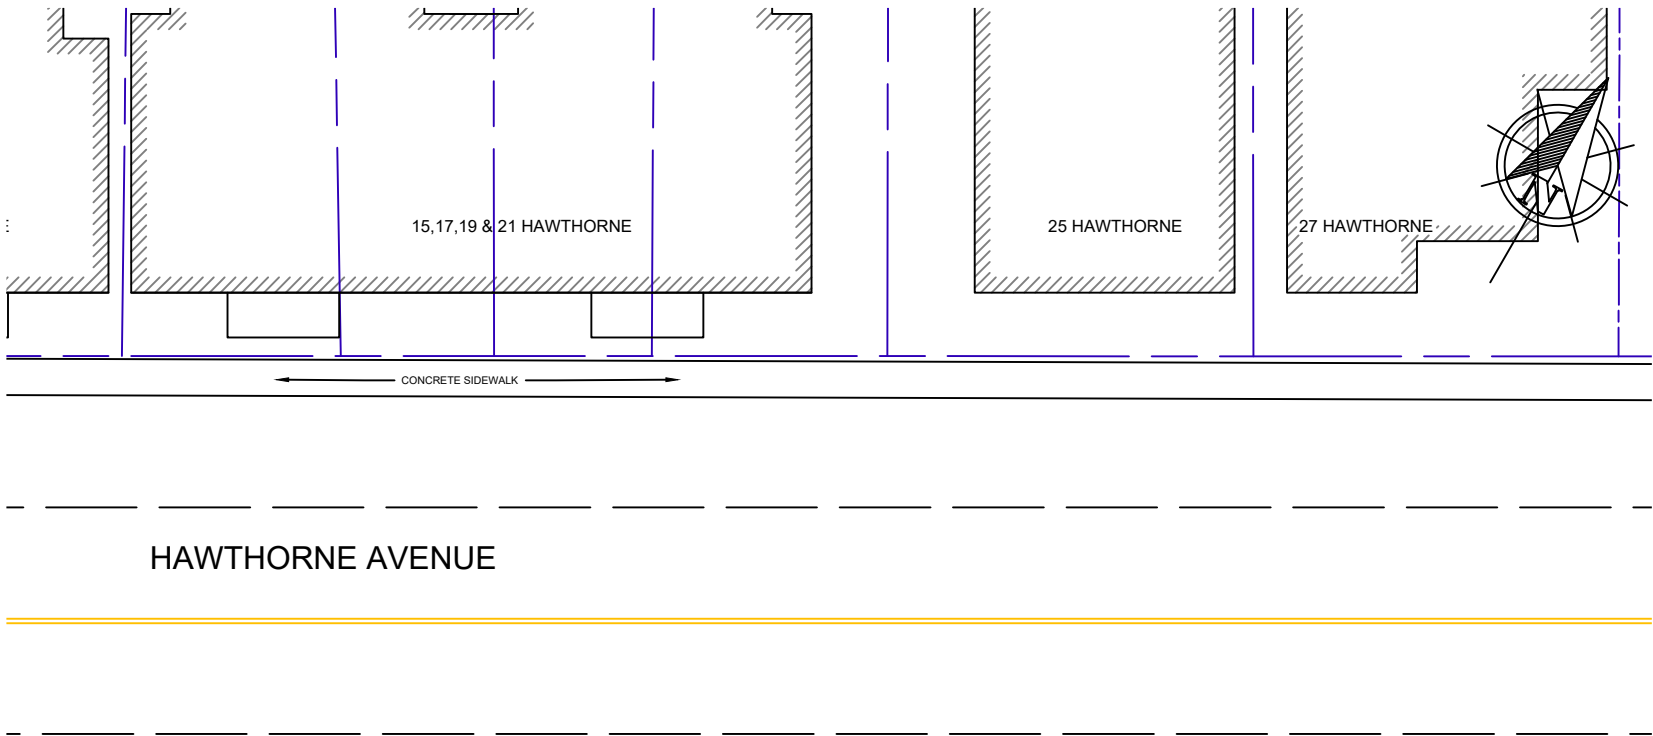 15,17,19 & 21 HAWTHORNE
25 HAWTHORNE
27 HAWTHORNE
CONCRETE SIDEWALK
HAWTHORNE AVENUE
N